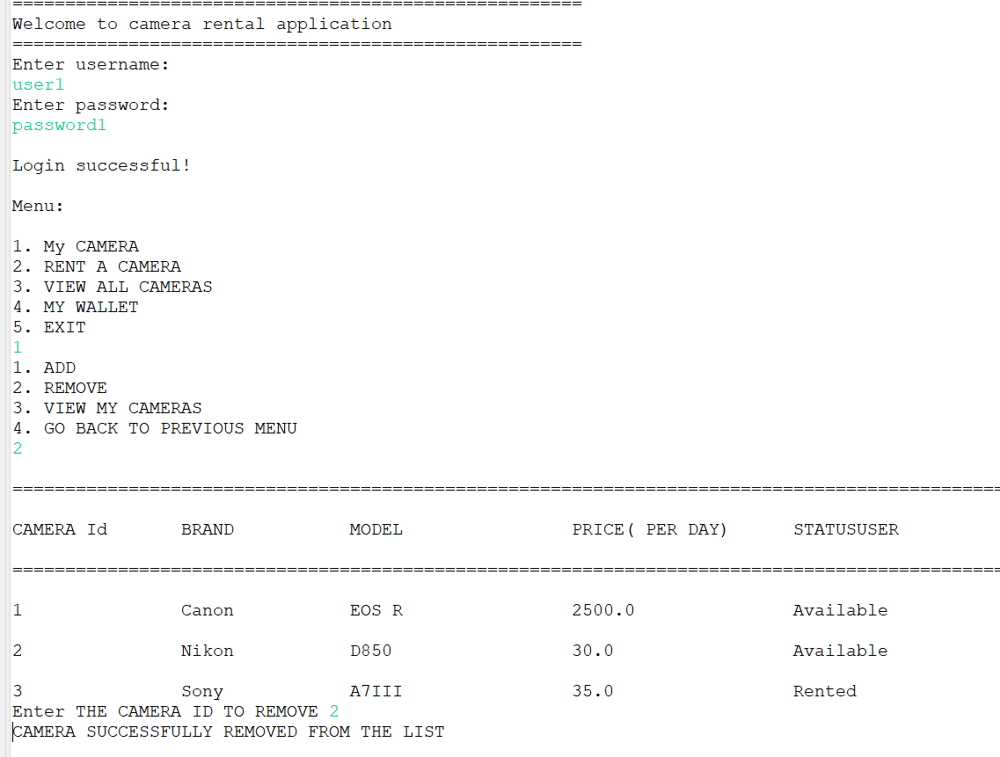 ======================================================
Welcome to camera rental application
======================================================
Enter username:
user1
Enter password:
password1
Login successful!
Menu:
1. My CAMERA
2. RENT A CAMERA
3. VIEW ALL CAMERAS
4. MY WALLET
5. EXIT
1
1. ADD
2. REMOVE
3. VIEW MY CAMERAS
4. GO BACK TO PREVIOUS MENU
2
==============================================================================================
CAMERA Id       BRAND           MODEL                PRICE( PER DAY)      STATUSUSER
==============================================================================================
1               Canon           EOS R                2500.0               Available
2               Nikon           D850                 30.0                 Available
3               Sony            A7III                35.0                 Rented
Enter THE CAMERA ID TO REMOVE 2
CAMERA SUCCESSFULLY REMOVED FROM THE LIST